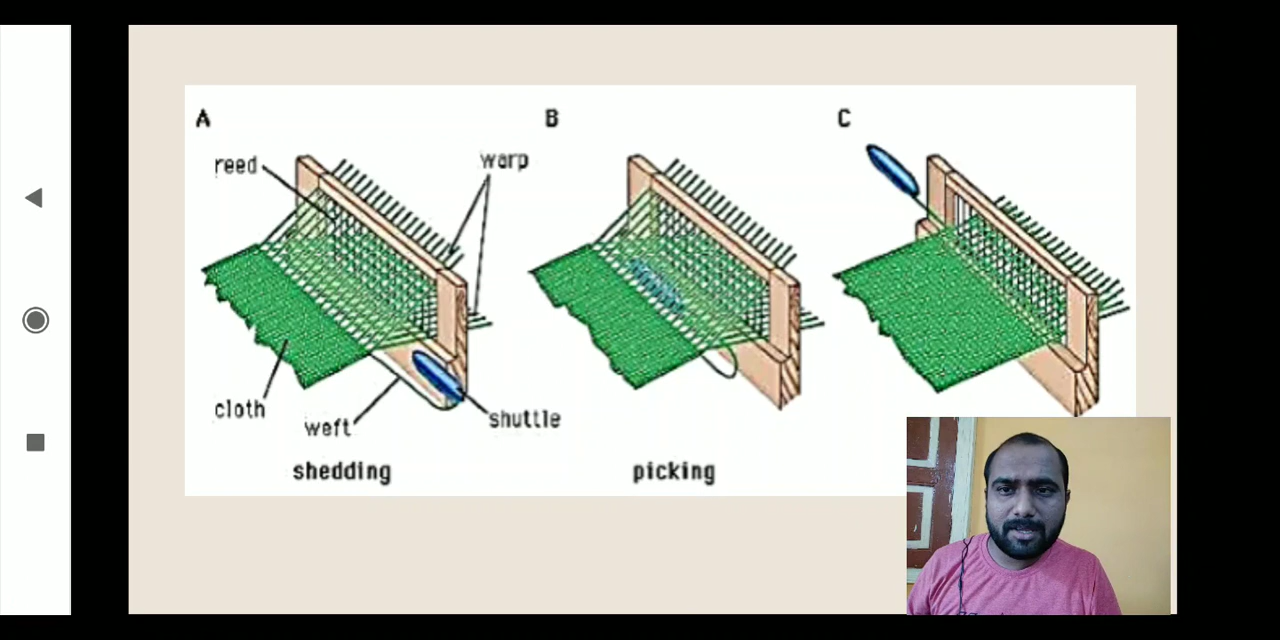 A
B
C
reed
warp
cloth
weft
shuttle
shedding
picking